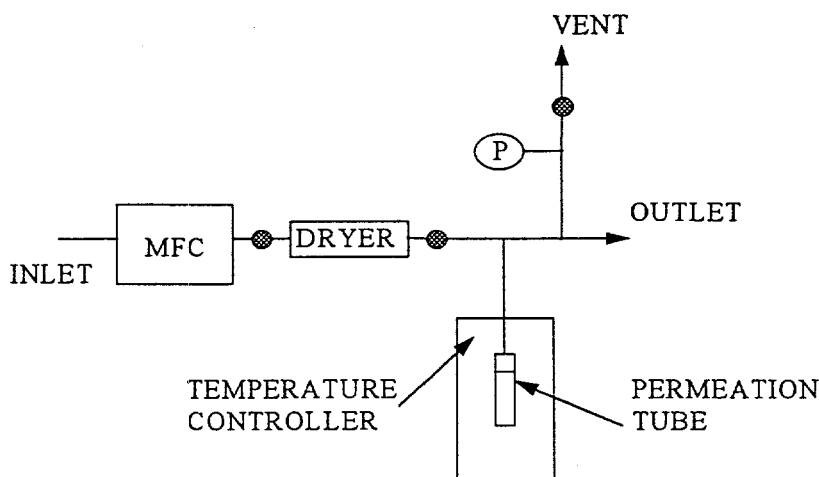 VENT
P
OUTLET
MFC
DRYER
INLET
TEMPERATURE
CONTROLLER
PERMEATION
TUBE